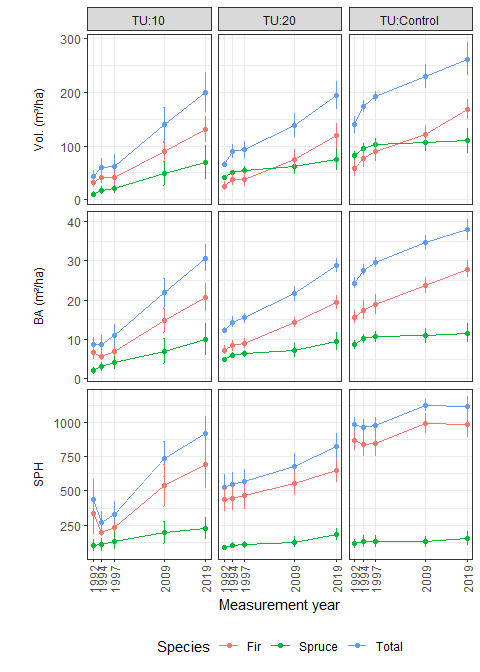 TU:10 TU:20 TU:Control
Vol. (m³/ha)
300
200
100
0
BA (m²/ha)
40
30
20
10
0
SPH
1000
750
500
250
1992 1994 1997 2009 2019 1992 1994 1997 2009 2019 1992 1994 1997 2009 2019
Measurement year
Species Fir Spruce Total